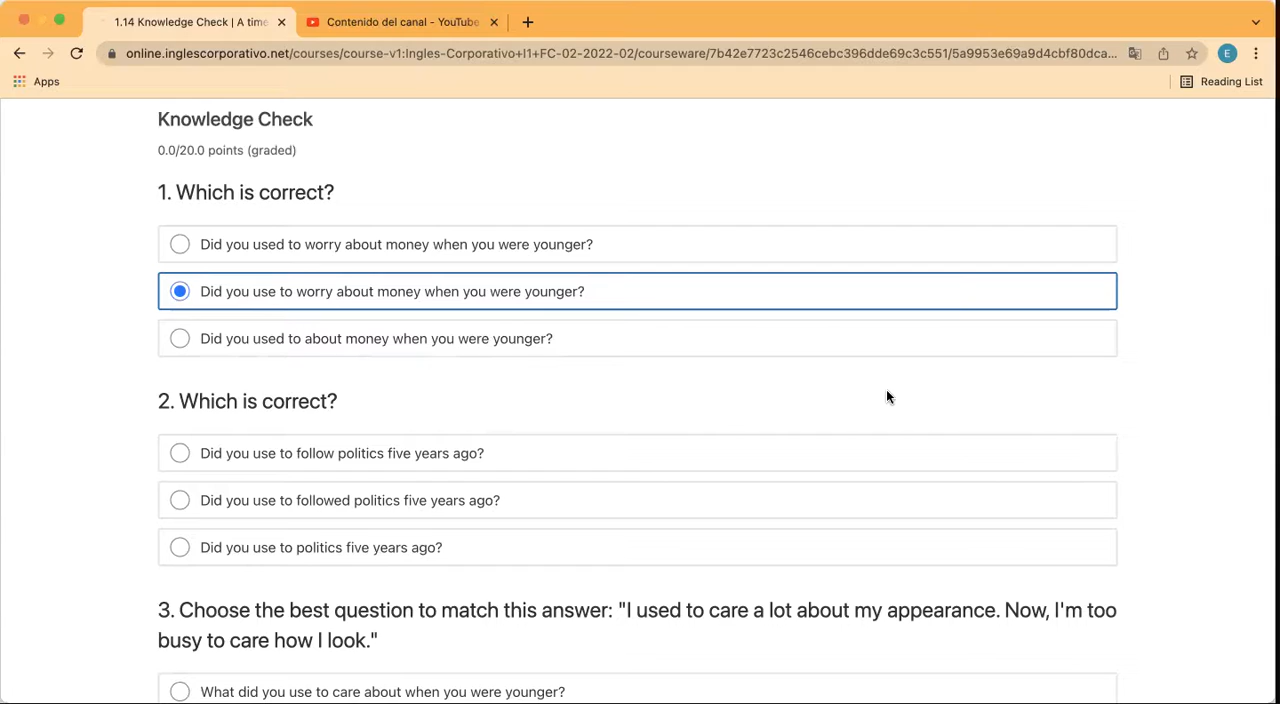 1.14 Knowledge Check | A time
Contenido del canal - YouTube
online.inglescorporativo.net/courses/course-v1:Ingles-Corporativo+I1+FC-02-2022-02/courseware/7b42e7723c2546cebc396dde69c3c551/5a9953e69a9d4cbf80dca...
E
Apps
Reading List
Knowledge Check
0.0/20.0 points (graded)
1. Which is correct?
Did you used to worry about money when you were younger?
Did you use to worry about money when you were younger?
Did you used to about money when you were younger?
2. Which is correct?
Did you use to follow politics five years ago?
Did you use to followed politics five years ago?
Did you use to politics five years ago?
3. Choose the best question to match this answer: "I used to care a lot about my appearance. Now, I'm too
busy to care how I look."
What did you use to care about when you were younger?